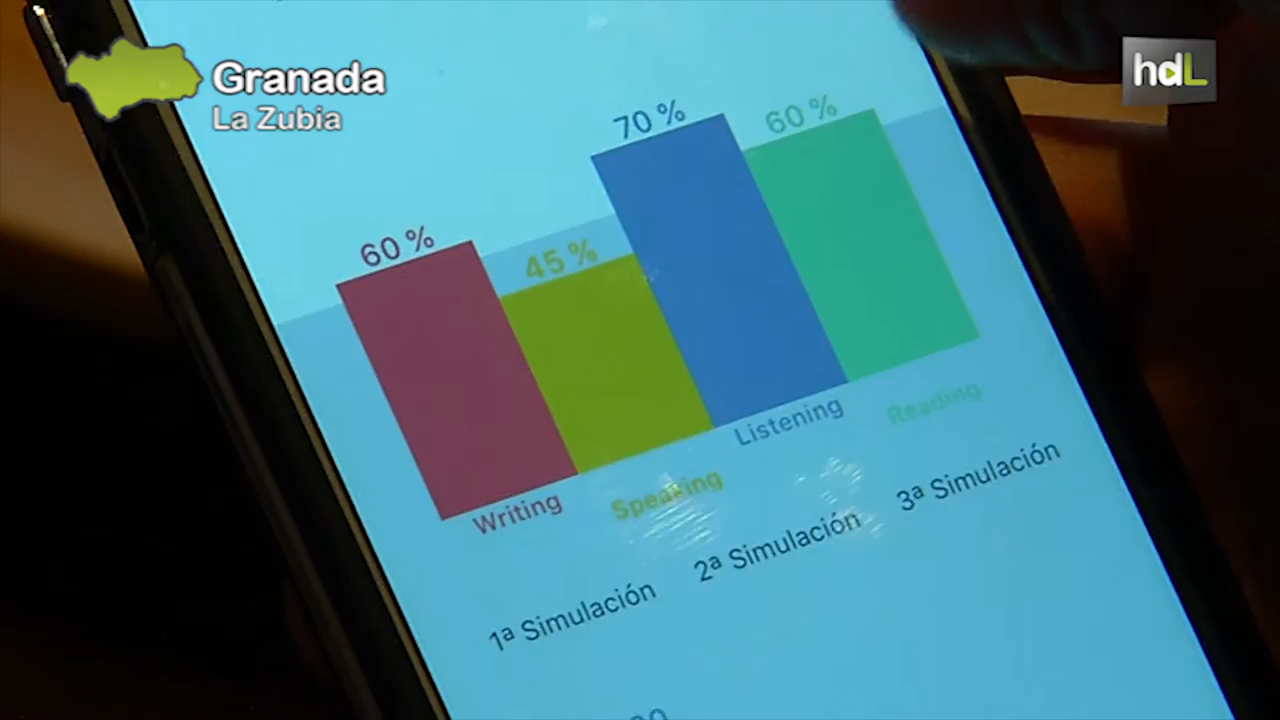 Granada
La Zubia
hdL
60 %
45 %
70 %
60 %
Writing
Speaking
Listening
Reading
1ª Simulación
2ª Simulación
3ª Simulación